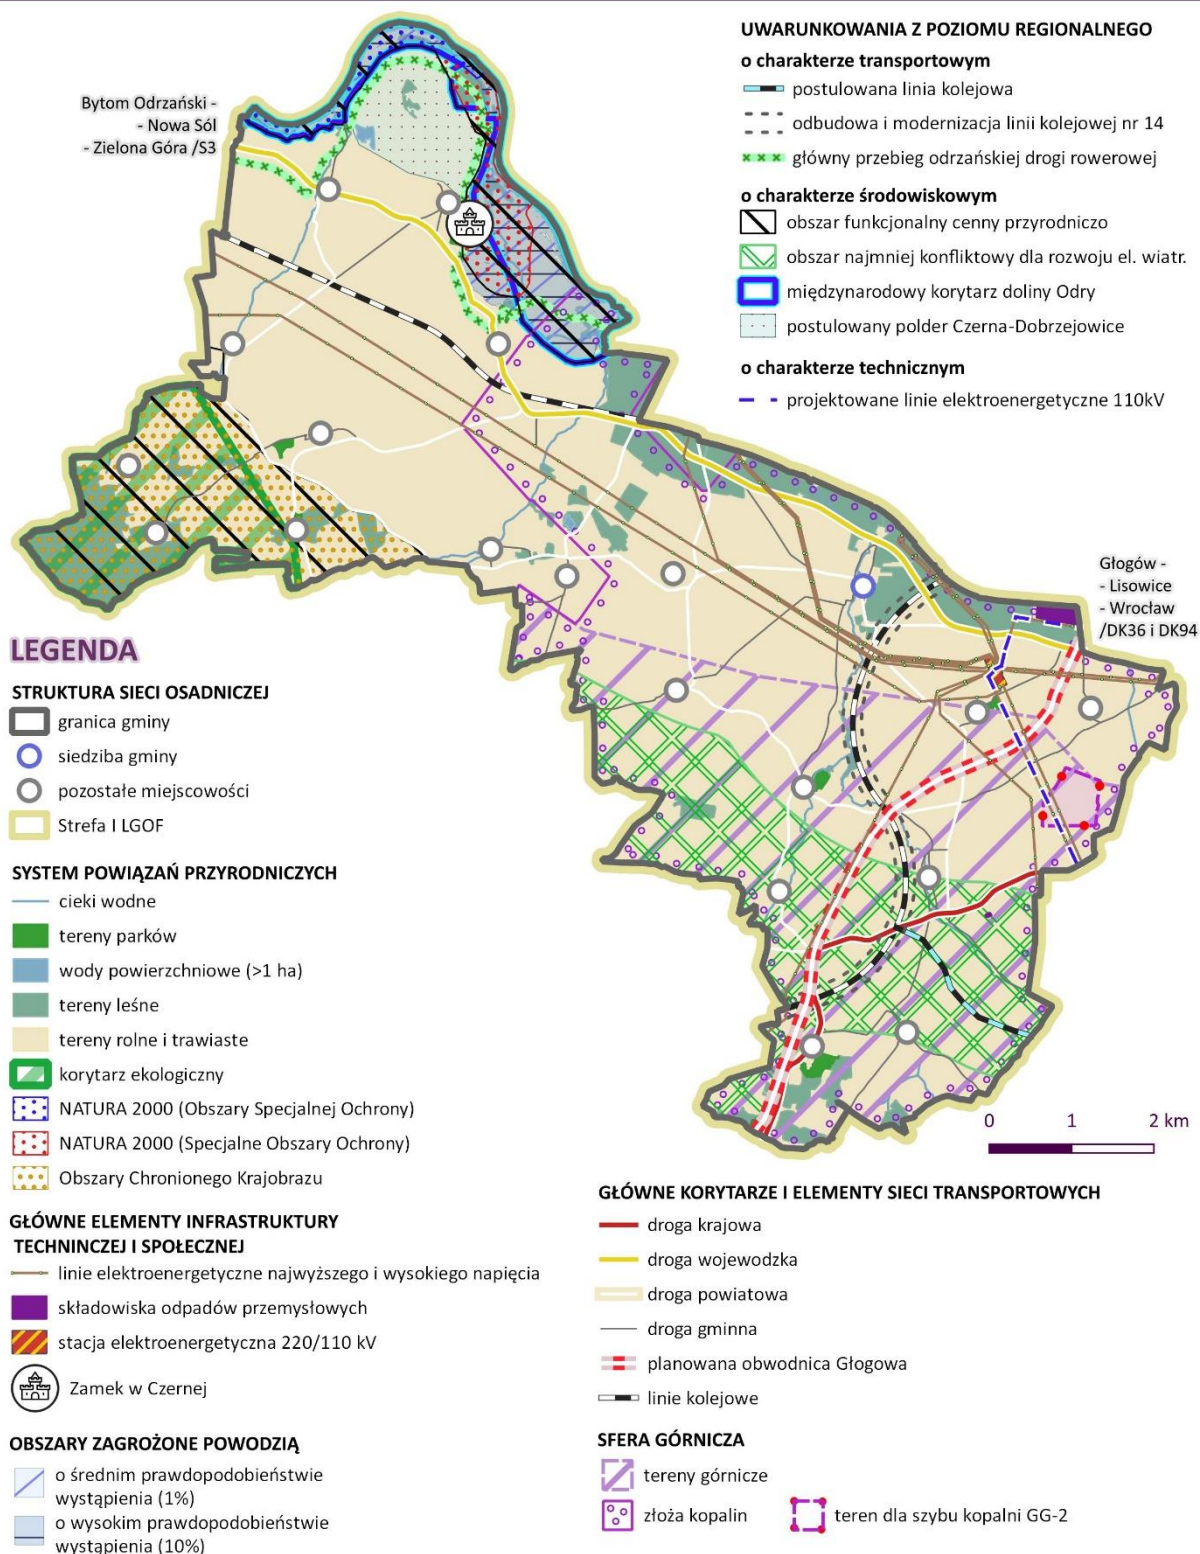 UWARUNKOWANIA Z POZIOMU REGIONALNEGO
o charakterze transportowym
postulowana linia kolejowa
odbudowa i modernizacja linii kolejowej nr 14
główny przebieg odrzańskiej drogi rowerowej
o charakterze środowiskowym
obszar funkcjonalny cenny przyrodniczo
obszar najmniej konfliktowy dla rozwoju el. wiatr.
międzynarodowy korytarz doliny Odry
postulowany polder Czerna-Dobrzejowice
o charakterze technicznym
projektowane linie elektroenergetyczne 110kV
Bytom Odrzański -
- Nowa Sól
- Zielona Góra /S3
Głogów -
- Lisowice
- Wrocław
/DK36 i DK94
LEGENDA
STRUKTURA SIECI OSADNICZEJ
granica gminy
siedziba gminy
pozostałe miejscowości
Strefa I LGOF
SYSTEM POWIĄZAŃ PRZYRODNICZYCH
cieki wodne
tereny parków
wody powierzchniowe (>1 ha)
tereny leśne
tereny rolne i trawiaste
korytarz ekologiczny
NATURA 2000 (Obszary Specjalnej Ochrony)
NATURA 2000 (Specjalne Obszary Ochrony)
Obszary Chronionego Krajobrazu
GŁÓWNE ELEMENTY INFRASTRUKTURY
TECHNINCZEJ I SPOŁECZNEJ
linie elektroenergetyczne najwyższego i wysokiego napięcia
składowiska odpadów przemysłowych
stacja elektroenergetyczna 220/110 kV
Zamek w Czernej
OBSZARY ZAGROŻONE POWODZIĄ
o średnim prawdopodobieństwie
wystąpienia (1%)
o wysokim prawdopodobieństwie
wystąpienia (10%)
0 1 2 km
GŁÓWNE KORYTARZE I ELEMENTY SIECI TRANSPORTOWYCH
droga krajowa
droga wojewodzka
droga powiatowa
droga gminna
planowana obwodnica Głogowa
linie kolejowe
SFERA GÓRNICZA
tereny górnicze
złoża kopalin
teren dla szybu kopalni GG-2